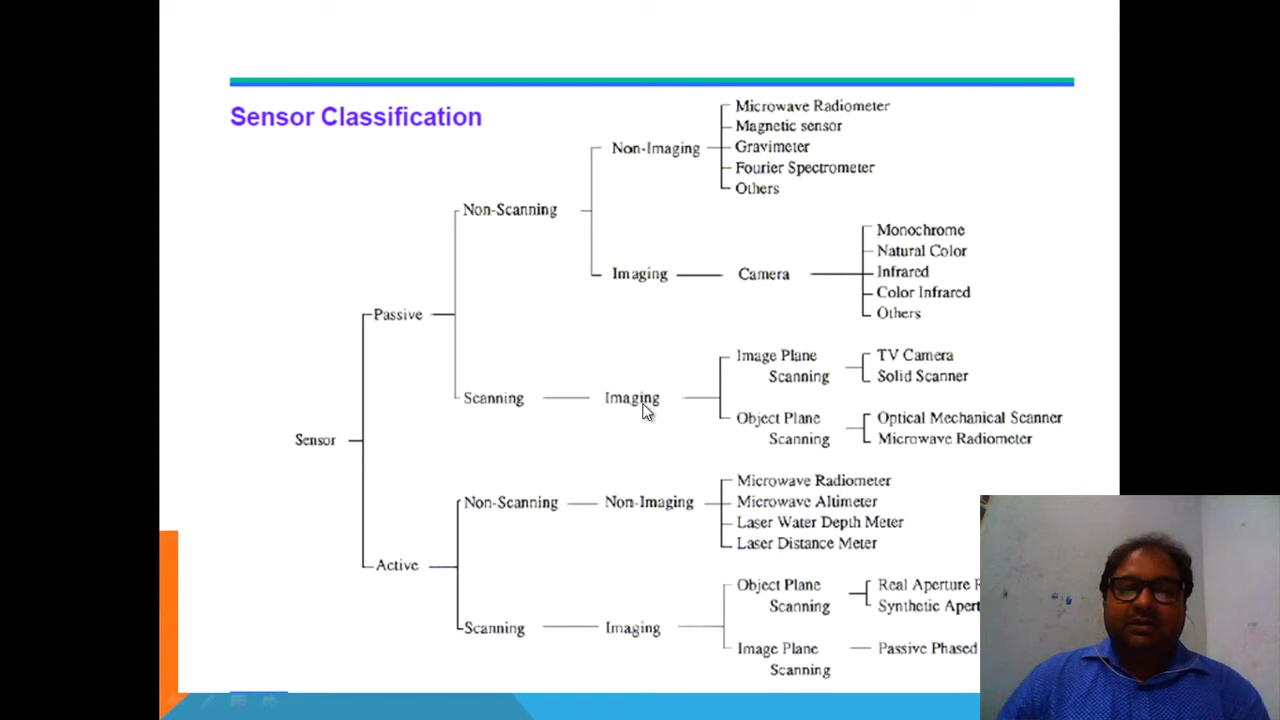 Sensor Classification
Microwave Radiometer
Magnetic sensor
Non-Imaging
Gravimeter
Fourier Spectrometer
Others
Non-Scanning
Monochrome
Natural Color
Imaging
Camera
Infrared
Color Infrared
Others
Passive
Image Plane
Scanning
TV Camera
Solid Scanner
Scanning
Imaging
Object Plane
Scanning
Optical Mechanical Scanner
Microwave Radiometer
Sensor
Microwave Radiometer
Non-Scanning
Non-Imaging
Microwave Altimeter
Laser Water Depth Meter
Laser Distance Meter
Active
Object Plane
Scanning
Real Aperture
Synthetic
Scanning
Imaging
Image Plane
Scanning
Passive Phased